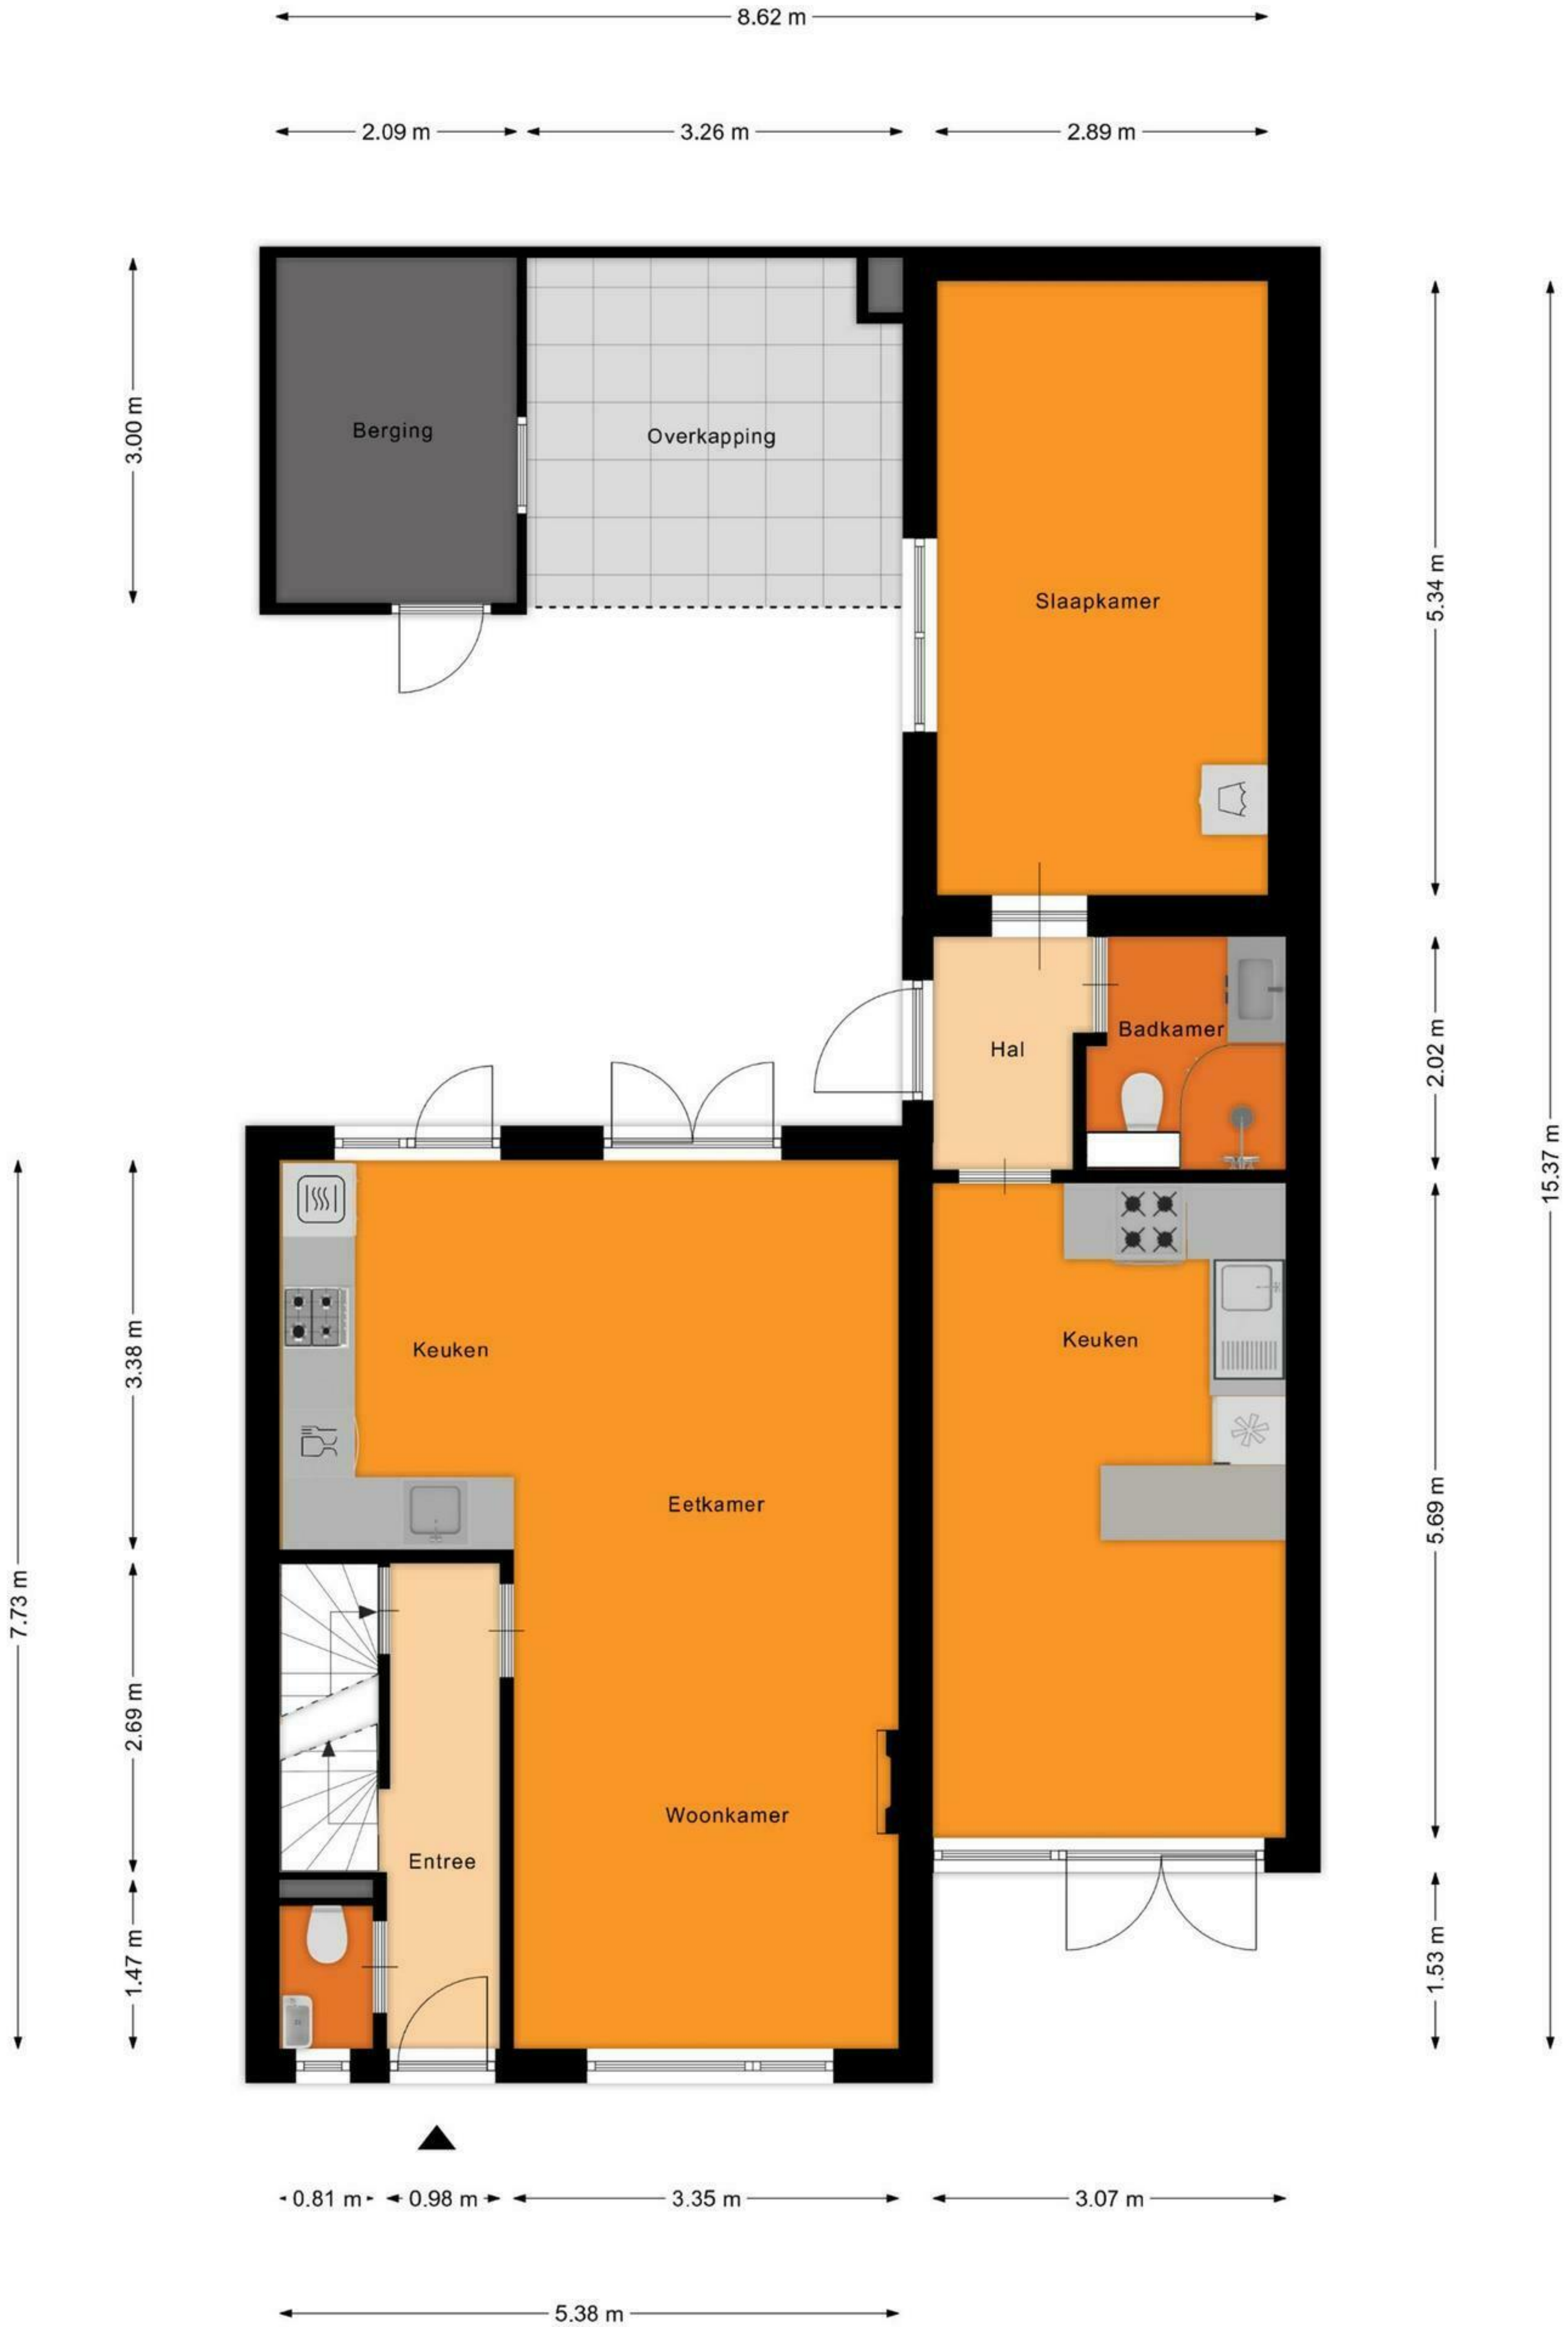 8.62 m
2.09 m
3.26 m
2.89 m
3.00 m
Berging
Overkapping
5.34 m
Slaapkamer
Badkamer
Hal
2.02 m
15.37 m
Keuken
Keuken
3.38 m
Eetkamer
5.69 m
7.73 m
2.69 m
Woonkamer
Entree
1.47 m
1.53 m
0.81 m
0.98 m
3.35 m
3.07 m
5.38 m